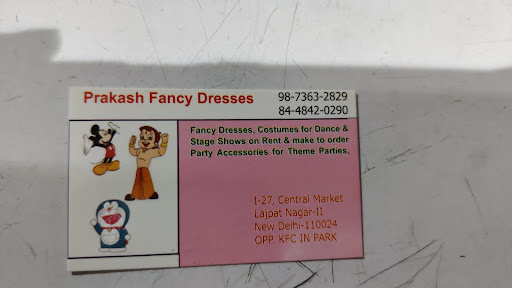 Prakash Fancy Dresses
98-7363-2829
84-4842-0290
Fancy Dresses, Costumes for Dance &
Stage Shows on Rent & make to order
Party Accessories for Theme Parties,
I-27, Central Market
Lajpat Nagar-II
New Delhi-110024
OPP. KFC IN PARK